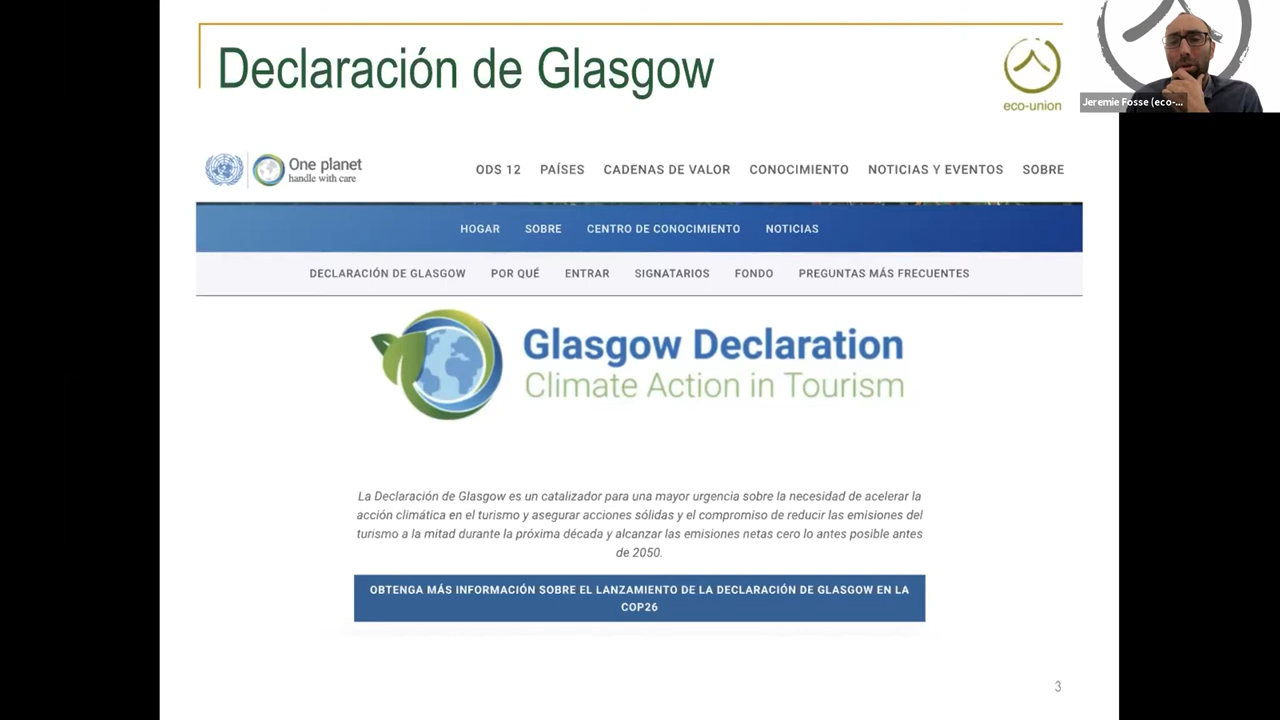 Declaración de Glasgow
eco-union
Jeremie Fosse (eco-...
One planet
handle with care
ODS 12 PAÍSES CADENAS DE VALOR CONOCIMIENTO NOTICIAS Y EVENTOS SOBRE
HOGAR SOBRE CENTRO DE CONOCIMIENTO NOTICIAS
DECLARACIÓN DE GLASGOW POR QUÉ ENTRAR SIGNATARIOS FONDO PREGUNTAS MÁS FRECUENTES
Glasgow Declaration
Climate Action in Tourism
La Declaración de Glasgow es un catalizador para una mayor urgencia sobre la necesidad de acelerar la
acción climática en el turismo y asegurar acciones sólidas y el compromiso de reducir las emisiones del
turismo a la mitad durante la próxima década y alcanzar las emisiones netas cero lo antes posible antes
de 2050.
OBTENGA MÁS INFORMACIÓN SOBRE EL LANZAMIENTO DE LA DECLARACIÓN DE GLASGOW EN LA
COP26
3